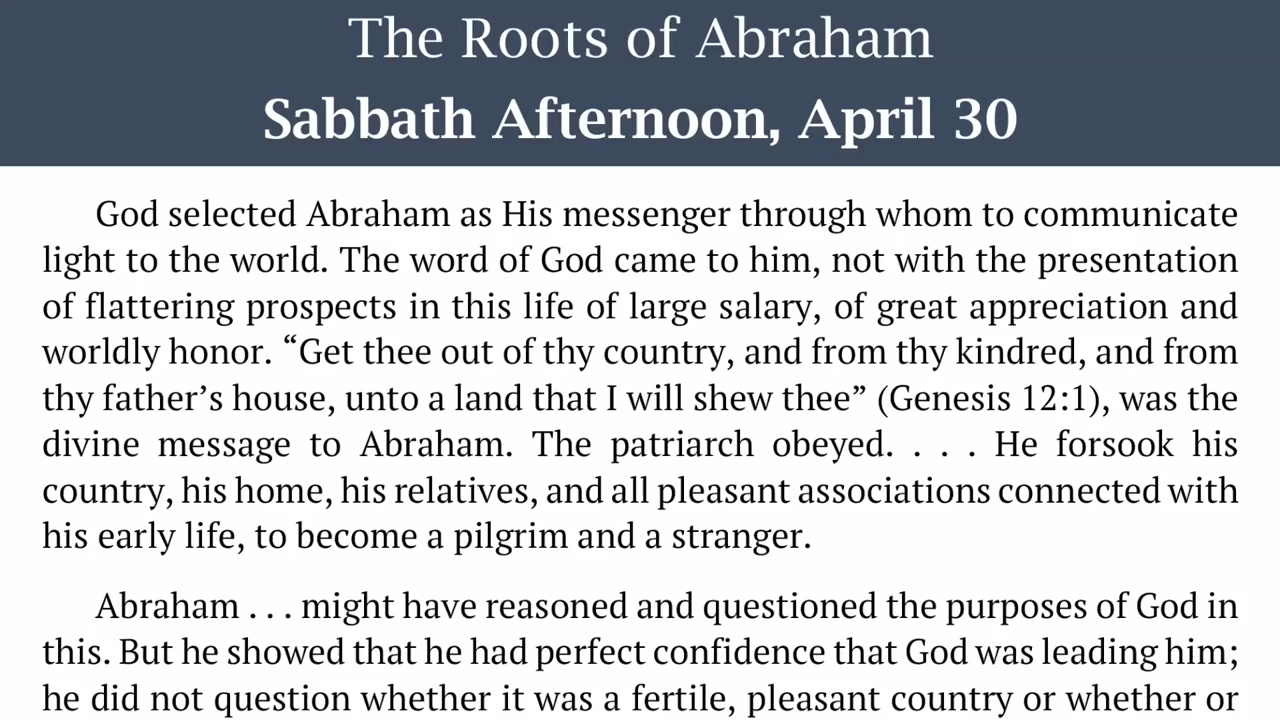 The Roots of Abraham
Sabbath Afternoon, April 30
God selected Abraham as His messenger through whom to communicate
light to the world. The word of God came to him, not with the presentation
of flattering prospects in this life of large salary, of great appreciation and
worldly honor. “Get thee out of thy country, and from thy kindred, and from
thy father’s house, unto a land that I will shew thee” (Genesis 12:1), was the
divine message to Abraham. The patriarch obeyed. . . . He forsook his
country, his home, his relatives, and all pleasant associations connected with
his early life, to become a pilgrim and a stranger.
Abraham . . . might have reasoned and questioned the purposes of God in
this. But he showed that he had perfect confidence that God was leading him;
he did not question whether it was a fertile, pleasant country or whether or